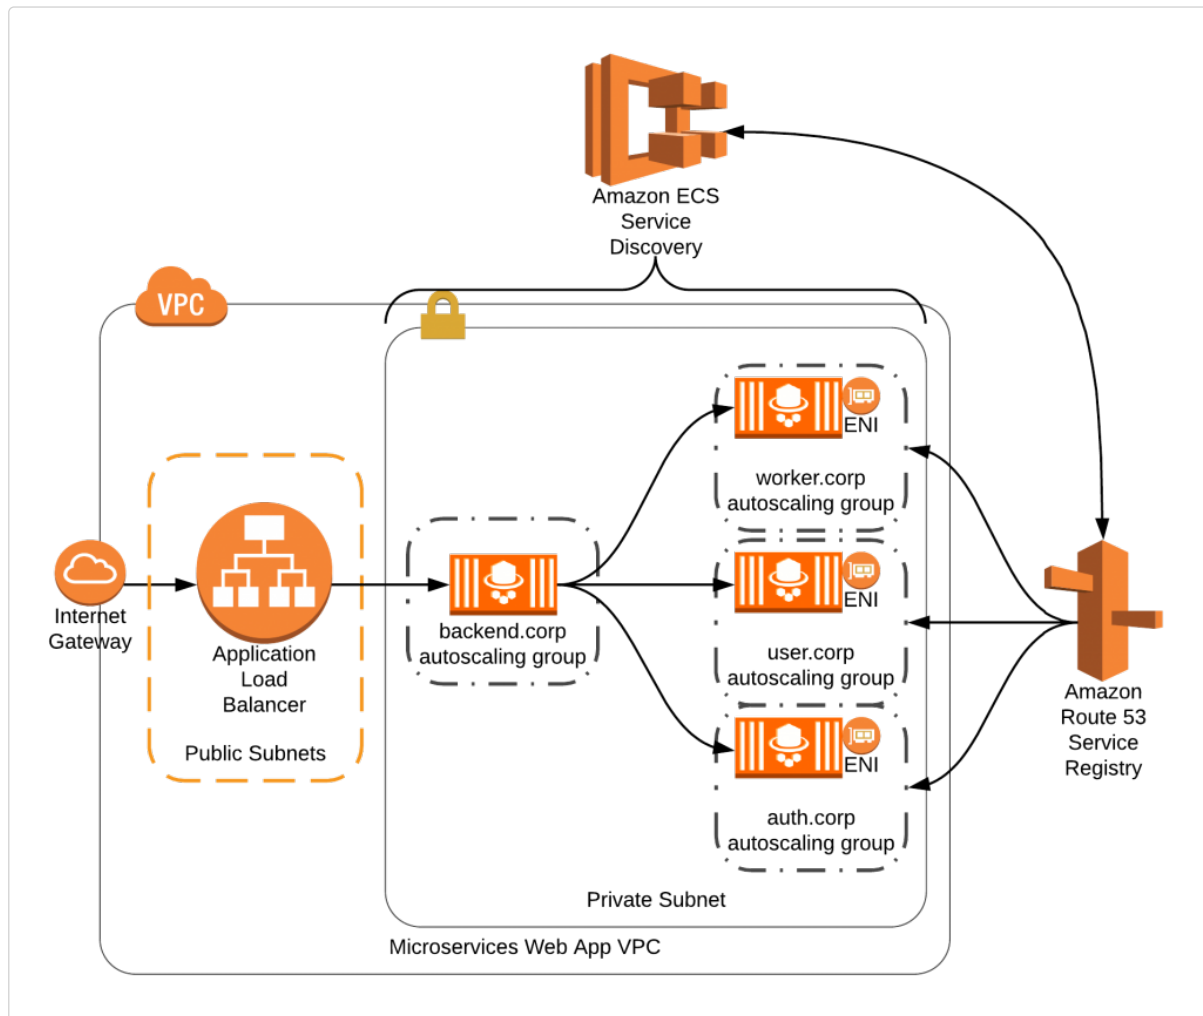 Amazon ECS
Service
Discovery
VPC
ENI
worker.corp
autoscaling group
ENI
user.corp
autoscaling group
ENI
auth.corp
autoscaling group
backend.corp
autoscaling group
Internet
Gateway
Application
Load
Balancer
Public Subnets
Amazon
Route 53
Service
Registry
Private Subnet
Microservices Web App VPC